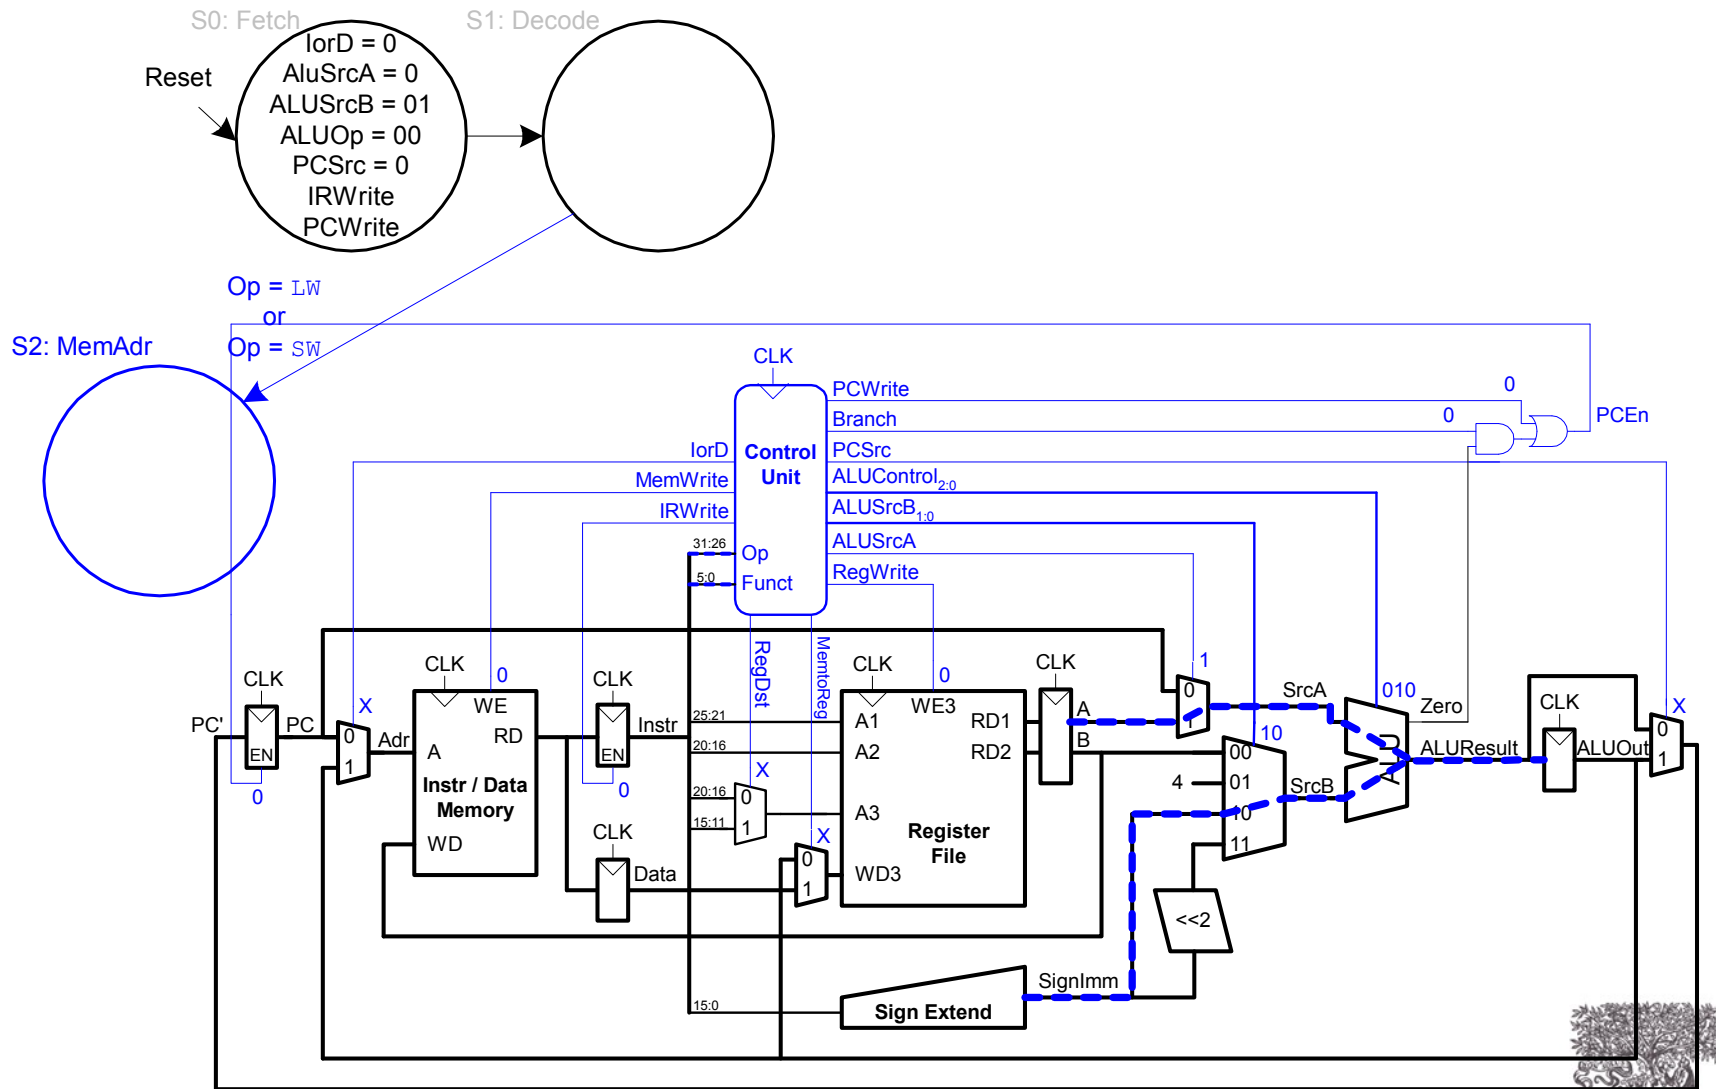 S0: Fetch
S1: Decode
Reset
IorD = 0
AluSrcA = 0
ALUSrcB = 01
ALUOp = 00
PCSrc = 0
IRWrite
PCWrite
Op = LW
or
Op = SW
S2: MemAdr
CLK
PCWrite
0
Branch
0
PCEn
IorD
Control
Unit
PCSrc
MemWrite
ALUControl2:0
IRWrite
ALUSrcB1:0
ALUSrcA
31:26
Op
RegWrite
5:0
Funct
RegDst
MemtoReg
CLK
CLK
CLK
CLK
CLK
CLK
0
0
1
010
X
X
PC'
PC
EN
0
0
1
Adr
WE
A
RD
Instr / Data
Memory
WD
EN
0
Instr
CLK
Data
25:21
20:16
20:16
15:11
X
0
1
X
0
1
A1
A2
A3
WD3
WE3
RD1
RD2
Register
File
A
B
0
1
SrcA
10
00
4
01
10
11
SrcB
ALU
Zero
ALUResult
ALUOut
0
1
<<2
SignImm
15:0
Sign Extend